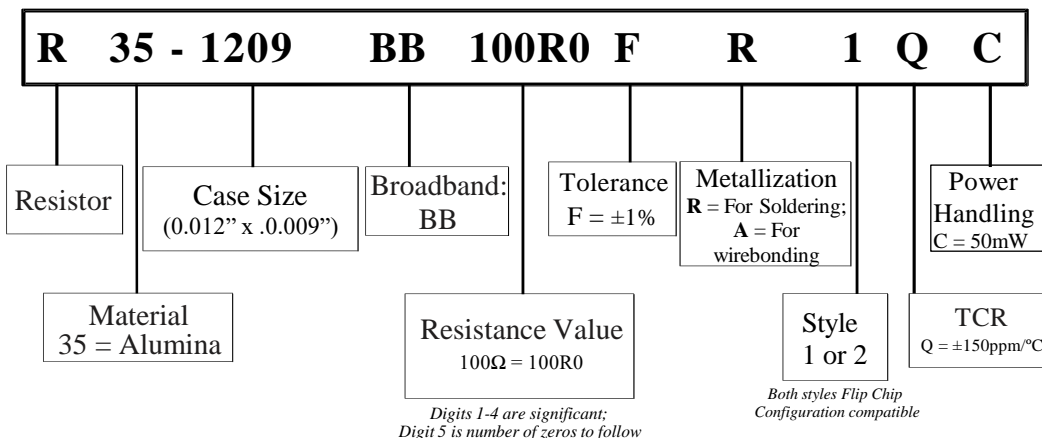 R 35 - 1209 BB 100R0 F R 1 Q C
Resistor
Case Size
(0.012” x .0.009”)
Broadband:
BB
Tolerance
F = ±1%
Metallization
R = For Soldering;
A = For
wirebonding
Power
Handling
C = 50mW
Material
35 = Alumina
Resistance Value
100Ω = 100R0
Digits 1-4 are significant;
Digit 5 is number of zeros to follow
Style
1 or 2
Both styles Flip Chip
Configuration compatible
TCR
Q = ±150ppm/ºC